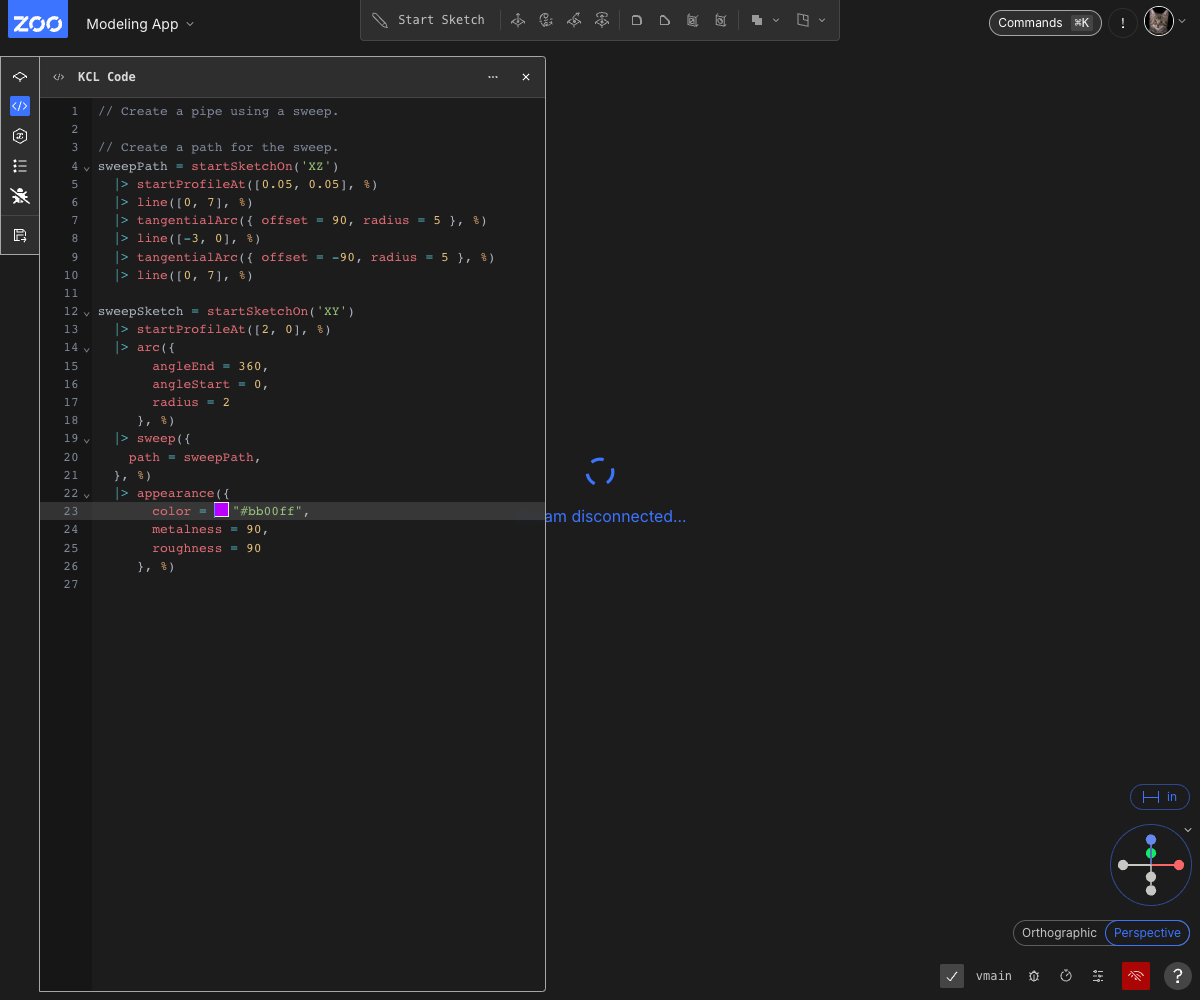 ZOO
Modeling App
Start Sketch
Commands
⌘K
!
KCL Code
1 // Create a pipe using a sweep.
2
3 // Create a path for the sweep.
4 sweepPath = startSketchOn('XZ')
5 |> startProfileAt([0.05, 0.05], %)
6 |> line([0, 7], %)
7 |> tangentialArc({ offset = 90, radius = 5 }, %)
8 |> line([-3, 0], %)
9 |> tangentialArc({ offset = -90, radius = 5 }, %)
10 |> line([0, 7], %)
11
12 sweepSketch = startSketchOn('XY')
13 |> startProfileAt([2, 0], %)
14 |> arc({
15 angleEnd = 360,
16 angleStart = 0,
17 radius = 2
18 }, %)
19 |> sweep({
20 path = sweepPath,
21 }, %)
22 |> appearance({
23 color = "#bb00ff",
24 metalness = 90,
25 roughness = 90
26 }, %)
27
am disconnected...
in
Orthographic
Perspective
vmain
?